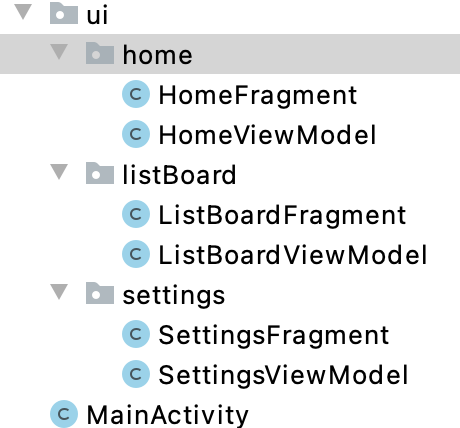 ui
home
C HomeFragment
C HomeViewModel
listBoard
C ListBoardFragment
C ListBoardViewModel
settings
C SettingsFragment
C SettingsViewModel
C MainActivity